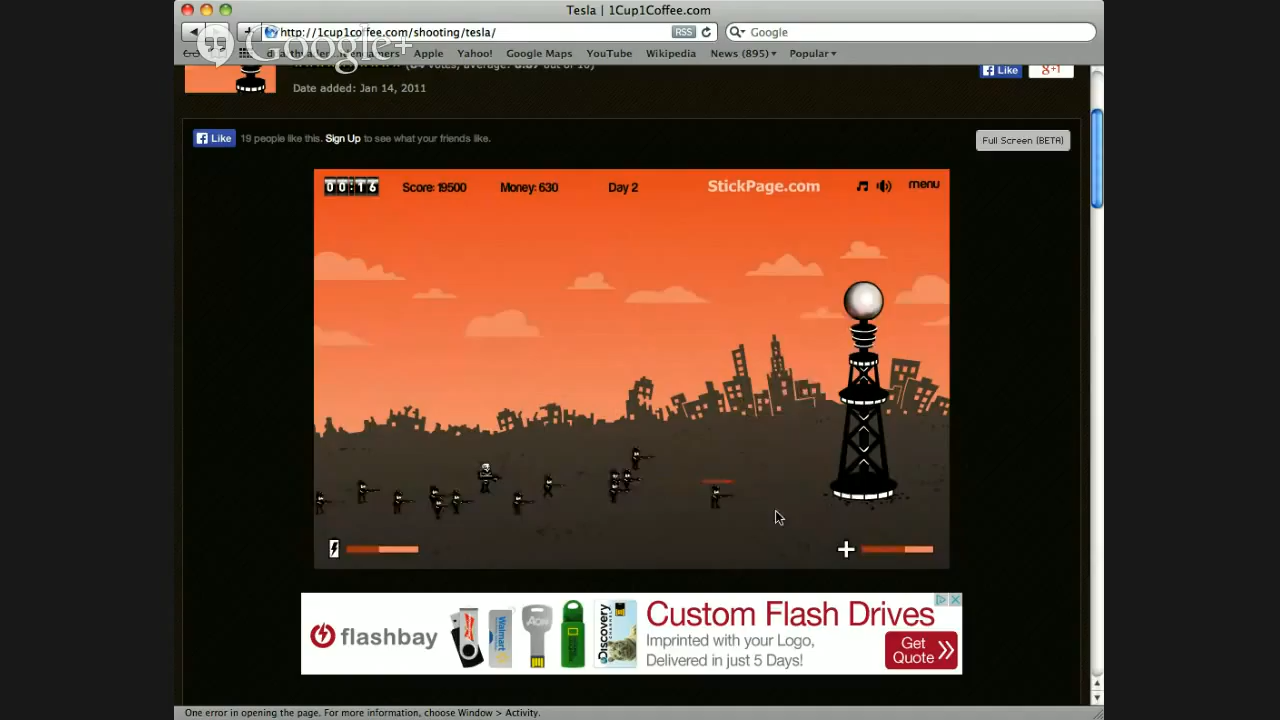 Tesla | 1Cup1Coffee.com
http://1cup1coffee.com/shooting/tesla/
RSS
Google
Google+
Apple
Yahoo!
Google Maps
YouTube
Wikipedia
News (895)
Popular
Date added: Jan 14, 2011
Like
+1
Like
19 people like this. Sign Up to see what your friends like.
Full Screen (BETA)
00:16
Score: 19500
Money: 630
Day 2
StickPage.com
menu
flashbay
Walmart
AOn
Discovery
Custom Flash Drives
Imprinted with your Logo,
Delivered in just 5 Days!
Get
Quote
One error in opening the page. For more information, choose Window > Activity.